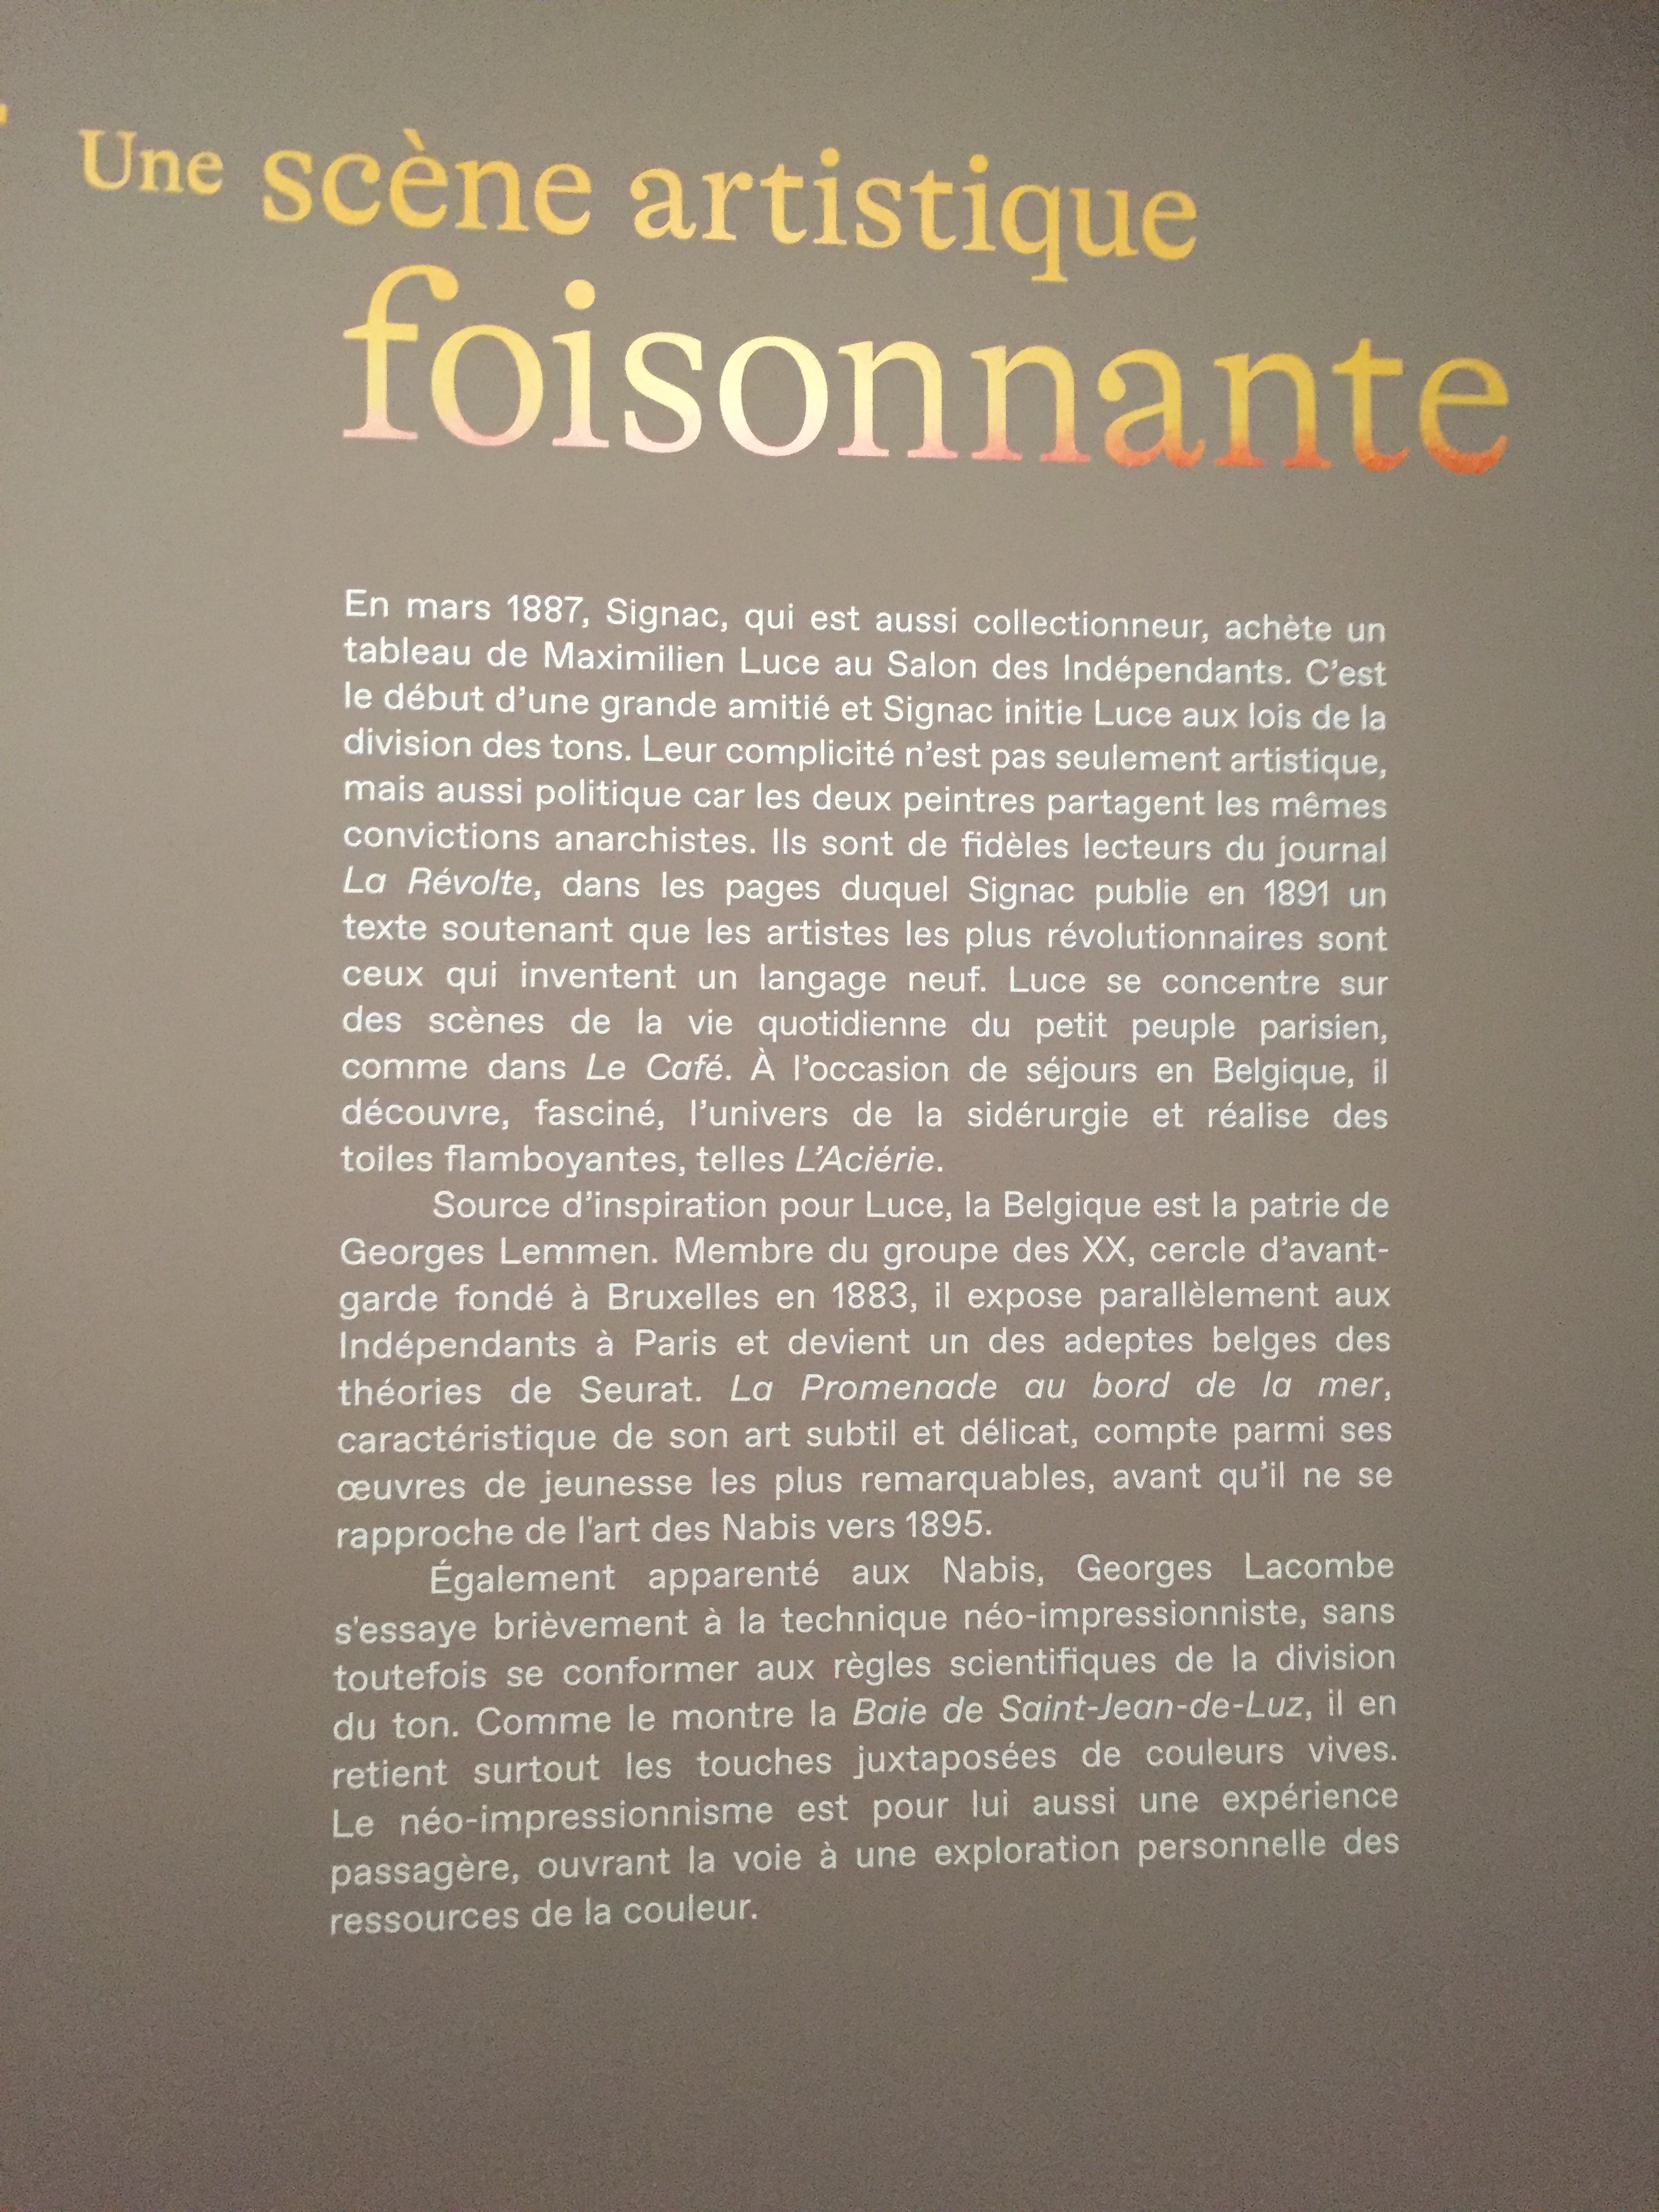 Une scène artistique
foisonnante
En mars 1887, Signac, qui est aussi collectionneur, achète un
tableau de Maximilien Luce au Salon des Indépendants. C’est
le début d’une grande amitié et Signac initie Luce aux lois de la
division des tons. Leur complicité n’est pas seulement artistique,
mais aussi politique car les deux peintres partagent les mêmes
convictions anarchistes. Ils sont de fidèles lecteurs du journal
La Révolte, dans les pages duquel Signac publie en 1891 un
texte soutenant que les artistes les plus révolutionnaires sont
ceux qui inventent un langage neuf. Luce se concentre sur
des scènes de la vie quotidienne du petit peuple parisien,
comme dans Le Café. À l’occasion de séjours en Belgique, il
découvre, fasciné, l’univers de la sidérurgie et réalise des
toiles flamboyantes, telles L’Aciérie.
Source d’inspiration pour Luce, la Belgique est la patrie de
Georges Lemmen. Membre du groupe des XX, cercle d’avant-
garde fondé à Bruxelles en 1883, il expose parallèlement aux
Indépendants à Paris et devient un des adeptes belges des
théories de Seurat. La Promenade au bord de la mer,
caractéristique de son art subtil et délicat, compte parmi ses
œuvres de jeunesse les plus remarquables, avant qu’il ne se
rapproche de l'art des Nabis vers 1895.
Également apparenté aux Nabis, Georges Lacombe
s'essaye brièvement à la technique néo-impressionniste, sans
toutefois se conformer aux règles scientifiques de la division
du ton. Comme le montre la Baie de Saint-Jean-de-Luz, il en
retient surtout les touches juxtaposées de couleurs vives.
Le néo-impressionnisme est pour lui aussi une expérience
passagère, ouvrant la voie à une exploration personnelle des
ressources de la couleur.